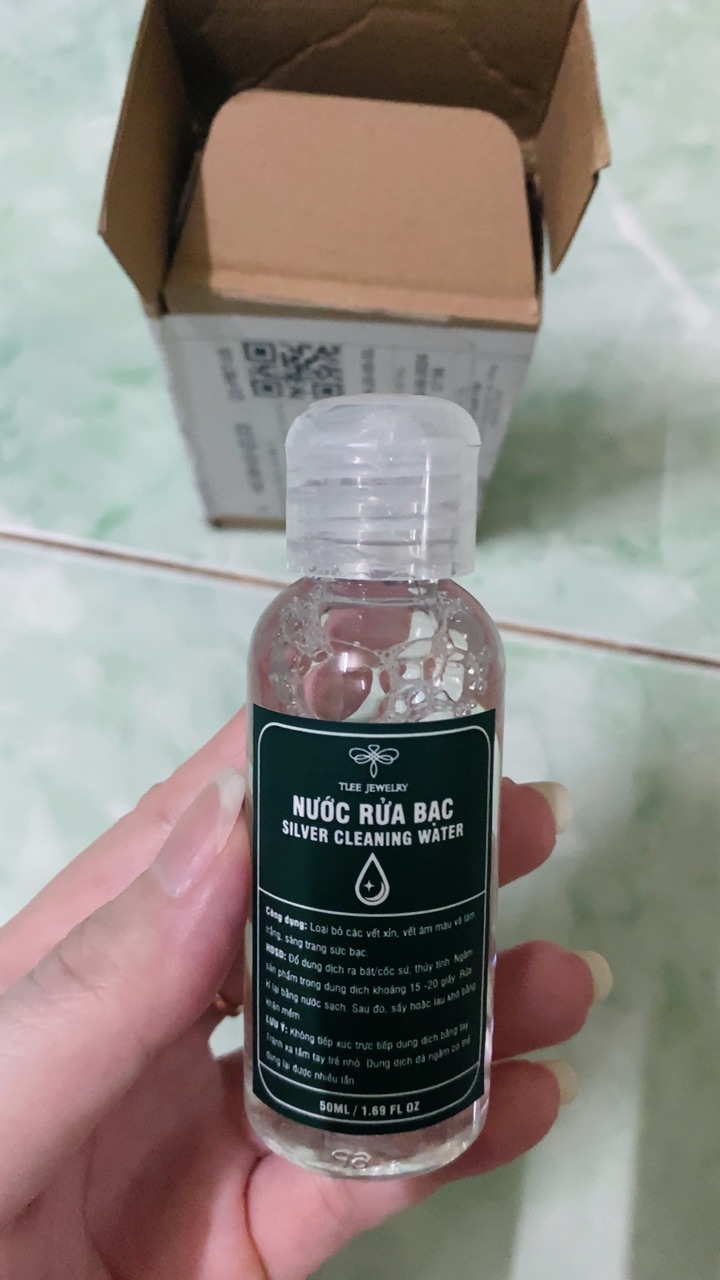 TLEE JEWELRY
NƯỚC RỬA BẠC
SILVER CLEANING WATER
Công dụng: Loại bỏ các vết xỉn, vết âm màu và làm
trắng, sáng trang sức bạc.
HDSD: Đổ dung dịch ra bát/cốc sứ, thủy tinh. Ngâm
sản phẩm trong dung dịch khoảng 15 -20 giây. Rửa
kĩ lại bằng nước sạch. Sau đó, sấy hoặc lau khô bằng
khăn mềm.
Lưu Ý: Không tiếp xúc trực tiếp dung dịch bằng tay.
Tránh xa tầm tay trẻ nhỏ. Dung dịch đã ngâm có thể
dùng lại được nhiều lần.
50ML / 1.69 FL OZ